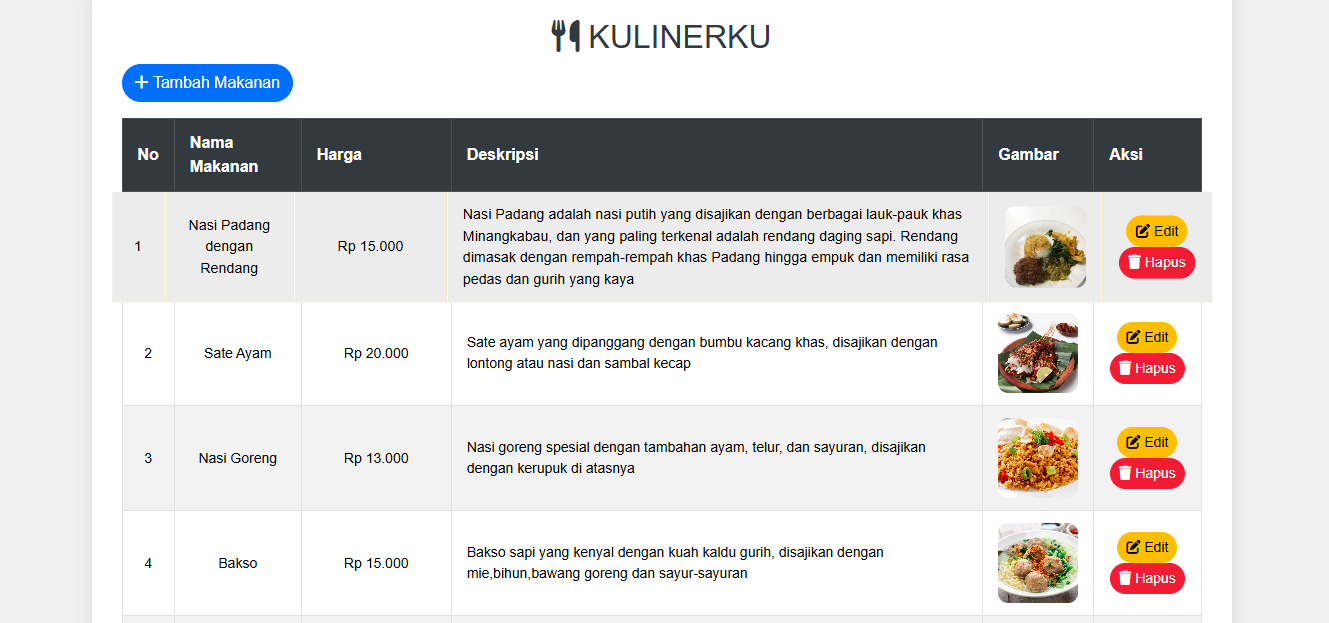 KULINERKU
Tambah Makanan
No
Nama
Makanan
Harga
Deskripsi
Gambar
Aksi
1
Nasi Padang
dengan
Rendang
Rp 15.000
Nasi Padang adalah nasi putih yang disajikan dengan berbagai lauk-pauk khas
Minangkabau, dan yang paling terkenal adalah rendang daging sapi. Rendang
dimasak dengan rempah-rempah khas Padang hingga empuk dan memiliki rasa
pedas dan gurih yang kaya
Edit
Hapus
2
Sate Ayam
Rp 20.000
Sate ayam yang dipanggang dengan bumbu kacang khas, disajikan dengan
lontong atau nasi dan sambal kecap
Edit
Hapus
3
Nasi Goreng
Rp 13.000
Nasi goreng spesial dengan tambahan ayam, telur, dan sayuran, disajikan
dengan kerupuk di atasnya
Edit
Hapus
4
Bakso
Rp 15.000
Bakso sapi yang kenyal dengan kuah kaldu gurih, disajikan dengan
mie,bihun,bawang goreng dan sayur-sayuran
Edit
Hapus